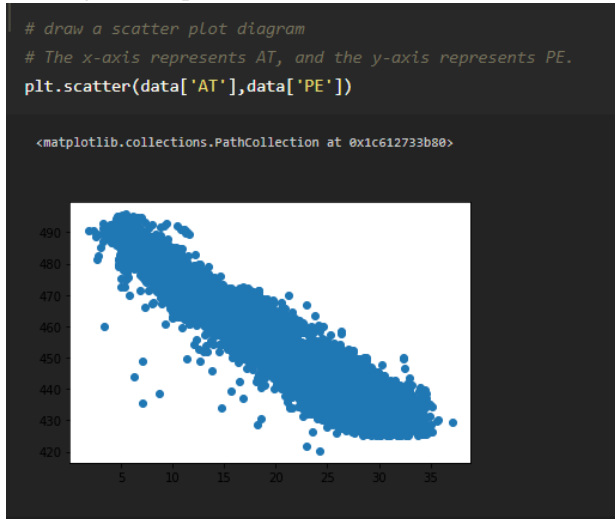 # draw a scatter plot diagram
# The x-axis represents AT, and the y-axis represents PE.
plt.scatter(data['AT'],data['PE'])
<matplotlib.collections.PathCollection at 0x1c612733b80>
490
480
470
460
450
440
430
420
5 10 15 20 25 30 35